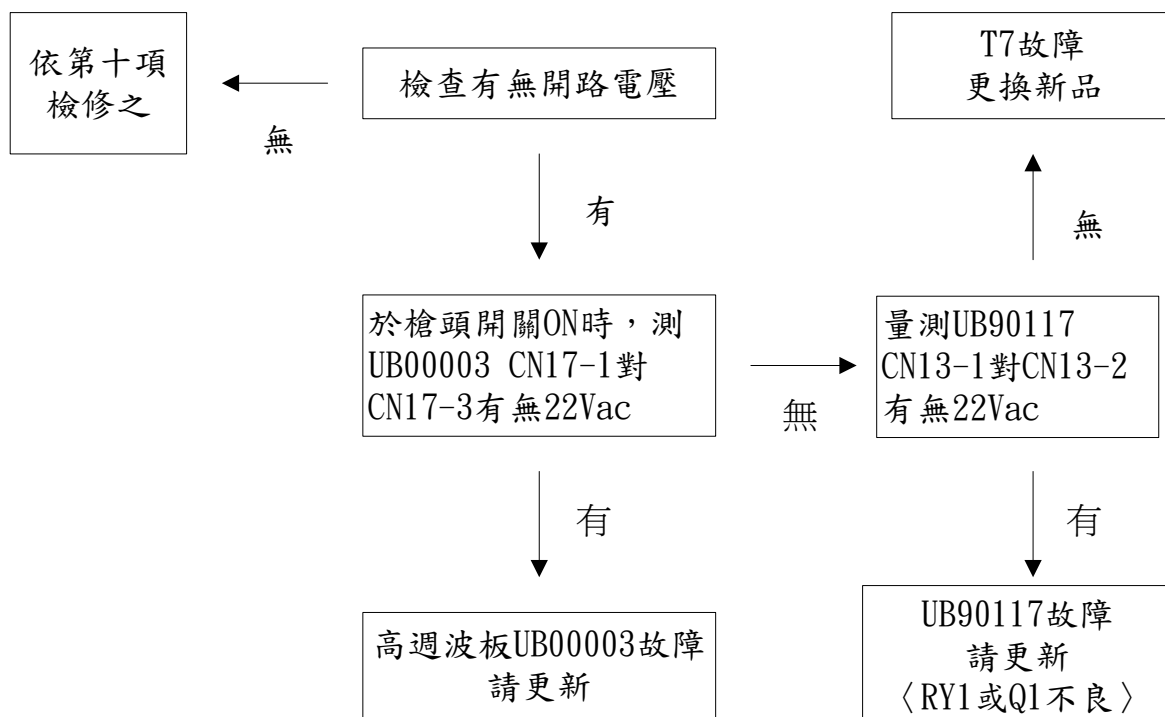 依第十項
檢修之
檢查有無開路電壓
T7故障
更換新品
無
有
無
於槍頭開關ON時，測
UB00003 CN17-1對
CN17-3有無22Vac
量測UB90117
CN13-1對CN13-2
有無22Vac
無
有
有
高週波板UB00003故障
請更新
UB90117故障
請更新
〈RY1或Q1不良〉